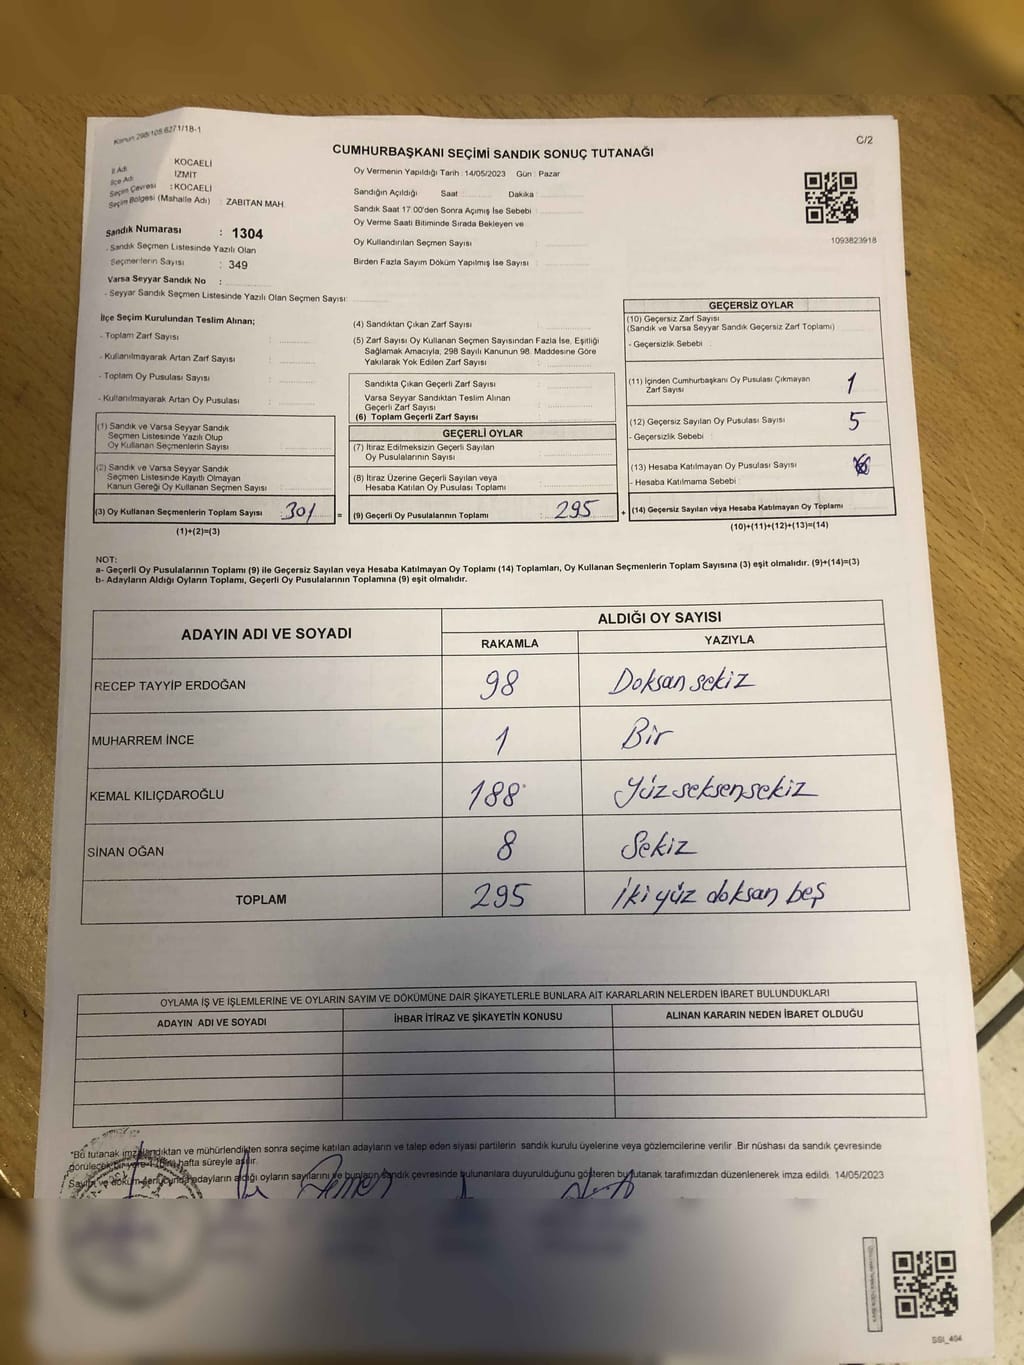 Kanun 298/105 6271/18-1
C/2
CUMHURBAŞKANI SEÇİMİ SANDIK SONUÇ TUTANAĞI
İl Adı KOCAELİ
İlçe Adı İZMİT
Seçim Çevresi : KOCAELİ
Seçim Bölgesi (Mahalle Adı) : ZABITAN MAH.
Sandık Numarası : 1304
- Sandık Seçmen Listesinde Yazılı Olan
Seçmenlerin Sayısı : 349
Varsa Seyyar Sandık No :
- Seyyar Sandık Seçmen Listesinde Yazılı Olan Seçmen Sayısı:
Oy Vermenin Yapıldığı Tarih : 14/05/2023 Gün : Pazar
Sandığın Açıldığı Saat : Dakika :
Sandık Saat 17.00'den Sonra Açımış İse Sebebi :
Oy Verme Saati Bitiminde Sırada Bekleyen ve
Oy Kullandırılan Seçmen Sayısı :
Birden Fazla Sayım Döküm Yapılmış İse Sayısı :
1093823918
İlçe Seçim Kurulundan Teslim Alınan;
- Toplam Zarf Sayısı :
- Kullanılmayarak Artan Zarf Sayısı :
- Toplam Oy Pusulası Sayısı :
- Kullanılmayarak Artan Oy Pusulası :
(1) Sandık ve Varsa Seyyar Sandık
Seçmen Listesinde Yazılı Olup
Oy Kullanan Seçmenlerin Sayısı :
(2) Sandık ve Varsa Seyyar Sandık
Seçmen Listesinde Kayıtlı Olmayan
Kanun Gereği Oy Kullanan Seçmen Sayısı :
(3) Oy Kullanan Seçmenlerin Toplam Sayısı : 301 =
(1)+(2)=(3)
(4) Sandıktan Çıkan Zarf Sayısı :
(5) Zarf Sayısı Oy Kullanan Seçmen Sayısından Fazla İse, Eşitliği
Sağlamak Amacıyla, 298 Sayılı Kanunun 98. Maddesine Göre
Yakılarak Yok Edilen Zarf Sayısı :
Sandıkta Çıkan Geçerli Zarf Sayısı :
Varsa Seyyar Sandıktan Teslim Alınan
Geçerli Zarf Sayısı :
(6) Toplam Geçerli Zarf Sayısı :
GEÇERLİ OYLAR
(7) İtiraz Edilmeksizin Geçerli Sayılan
Oy Pusulalarının Sayısı :
(8) İtiraz Üzerine Geçerli Sayılan veya
Hesaba Katılan Oy Pusulası Toplamı :
(9) Geçerli Oy Pusulalarının Toplamı : 295 +
GEÇERSİZ OYLAR
(10) Geçersiz Zarf Sayısı
(Sandık ve Varsa Seyyar Sandık Geçersiz Zarf Toplamı)
- Geçersizlik Sebebi :
(11) İçinden Cumhurbaşkanı Oy Pusulası Çıkmayan
Zarf Sayısı 1
(12) Geçersiz Sayılan Oy Pusulası Sayısı 5
- Geçersizlik Sebebi :
(13) Hesaba Katılmayan Oy Pusulası Sayısı
- Hesaba Katılmama Sebebi :
(14) Geçersiz Sayılan veya Hesaba Katılmayan Oy Toplamı
(10)+(11)+(12)+(13)=(14)
NOT:
a- Geçerli Oy Pusulalarının Toplamı (9) ile Geçersiz Sayılan veya Hesaba Katılmayan Oy Toplamı (14) Toplamları, Oy Kullanan Seçmenlerin Toplam Sayısına (3) eşit olmalıdır. (9)+(14)=(3)
b- Adayların Aldığı Oyların Toplamı, Geçerli Oy Pusulalarının Toplamına (9) eşit olmalıdır.
ADAYIN ADI VE SOYADI
ALDIĞI OY SAYISI
RAKAMLA YAZIYLA
RECEP TAYYİP ERDOĞAN 98 Doksan sekiz
MUHARREM İNCE 1 Bir
KEMAL KILIÇDAROĞLU 188 Yüz seksen sekiz
SİNAN OĞAN 8 Sekiz
TOPLAM 295 İki yüz doksan beş
OYLAMA İŞ VE İŞLEMLERİNE VE OYLARIN SAYIM VE DÖKÜMÜNE DAİR ŞİKAYETLERLE BUNLARA AİT KARARLARIN NELERDEN İBARET BULUNDUKLARI
ADAYIN ADI VE SOYADI İHBAR İTİRAZ VE ŞİKAYETİN KONUSU ALINAN KARARIN NEDEN İBARET OLDUĞU
*Bu tutanak imzalandıktan ve mühürlendikten sonra seçime katılan adayların ve talep eden siyasi partilerin sandık kurulu üyelerine veya gözlemcilerine verilir. Bir nüshası da sandık çevresinde
görülecek bir yere 1 hafta süreyle asılır.
Sayım ve döküm sonucunda adayların aldığı oyların sayılarını ve bunların sandık çevresinde bulunanlara duyurulduğunu gösteren bu tutanak tarafımızdan düzenlenerek imza edildi. 14/05/2023
SSI_404